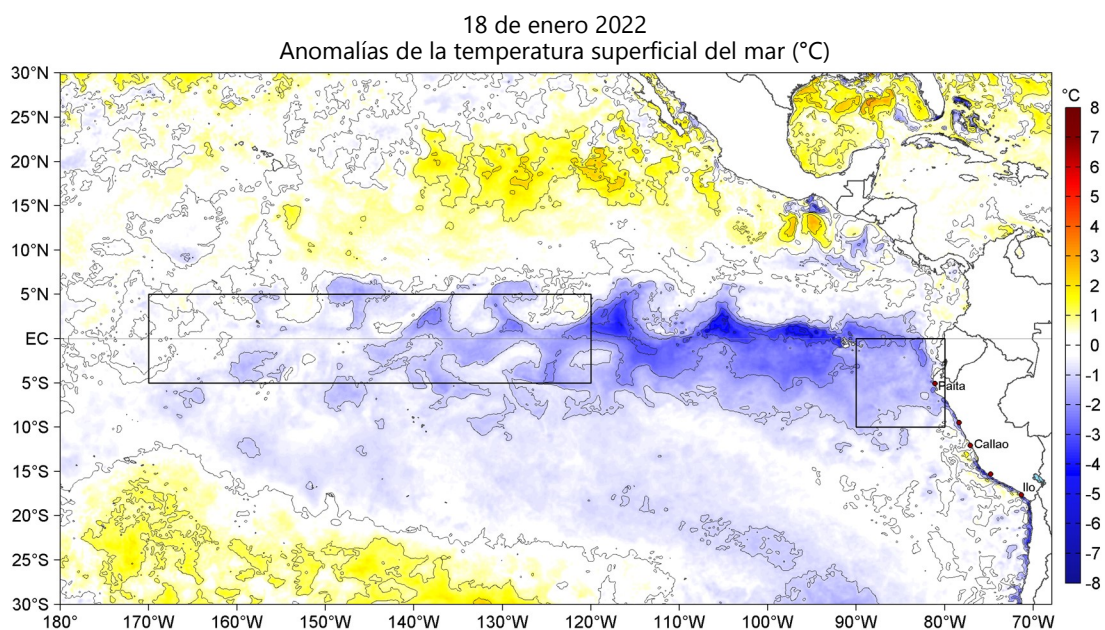 18 de enero 2022
Anomalías de la temperatura superficial del mar (°C)
30°N
25°N
20°N
15°N
10°N
5°N
EC
5°S
10°S
15°S
20°S
25°S
30°S
180
170°W
160°W
150°W
140°W
130°W
120°W
110°W
100°W
90°W
80°W
70°W
Paita
Callao
Ilo
°C
8
7
6
5
4
3
2
1
0
-1
-2
-3
-4
-5
-6
-7
-8